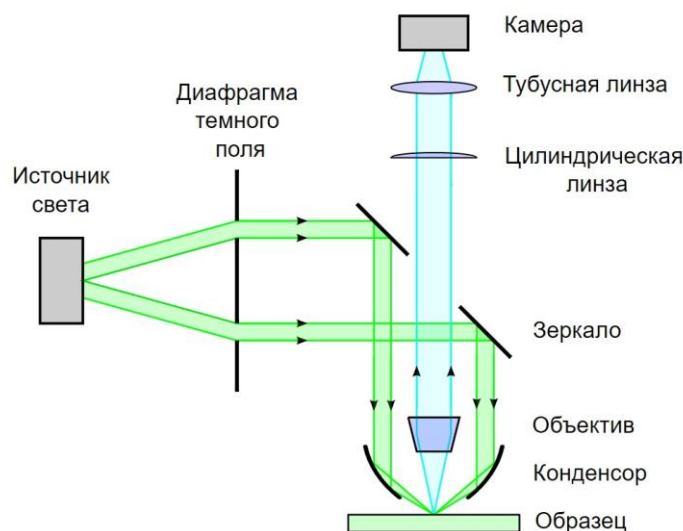 Камера
Тубусная линза
Диафрагма
темного
поля
Цилиндрическая
линза
Источник
света
Зеркало
Объектив
Конденсор
Образец